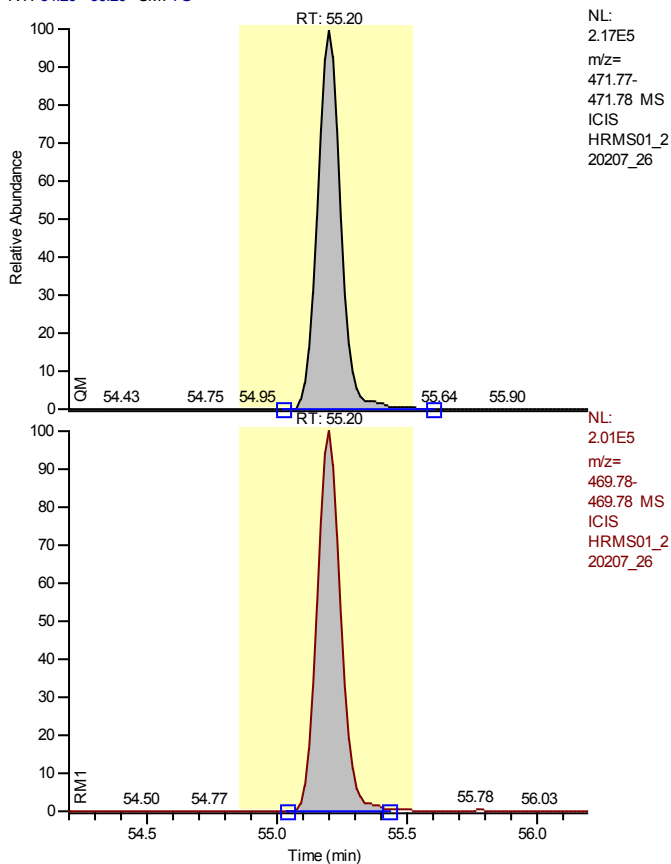 RT: 55.20
NL:
2.17E5
m/z=
471.77-
471.78 MS
ICIS
HRMS01_2
20207_26
100
90
80
70
60
50
40
30
20
10
0
Relative Abundance
QM
54.43 54.75 54.95 55.64 55.90
RT: 55.20
NL:
2.01E5
m/z=
469.78-
469.78 MS
ICIS
HRMS01_2
20207_26
100
90
80
70
60
50
40
30
20
10
0
RM1
54.50 54.77 55.78 56.03
54.5 55.0 55.5 56.0
Time (min)